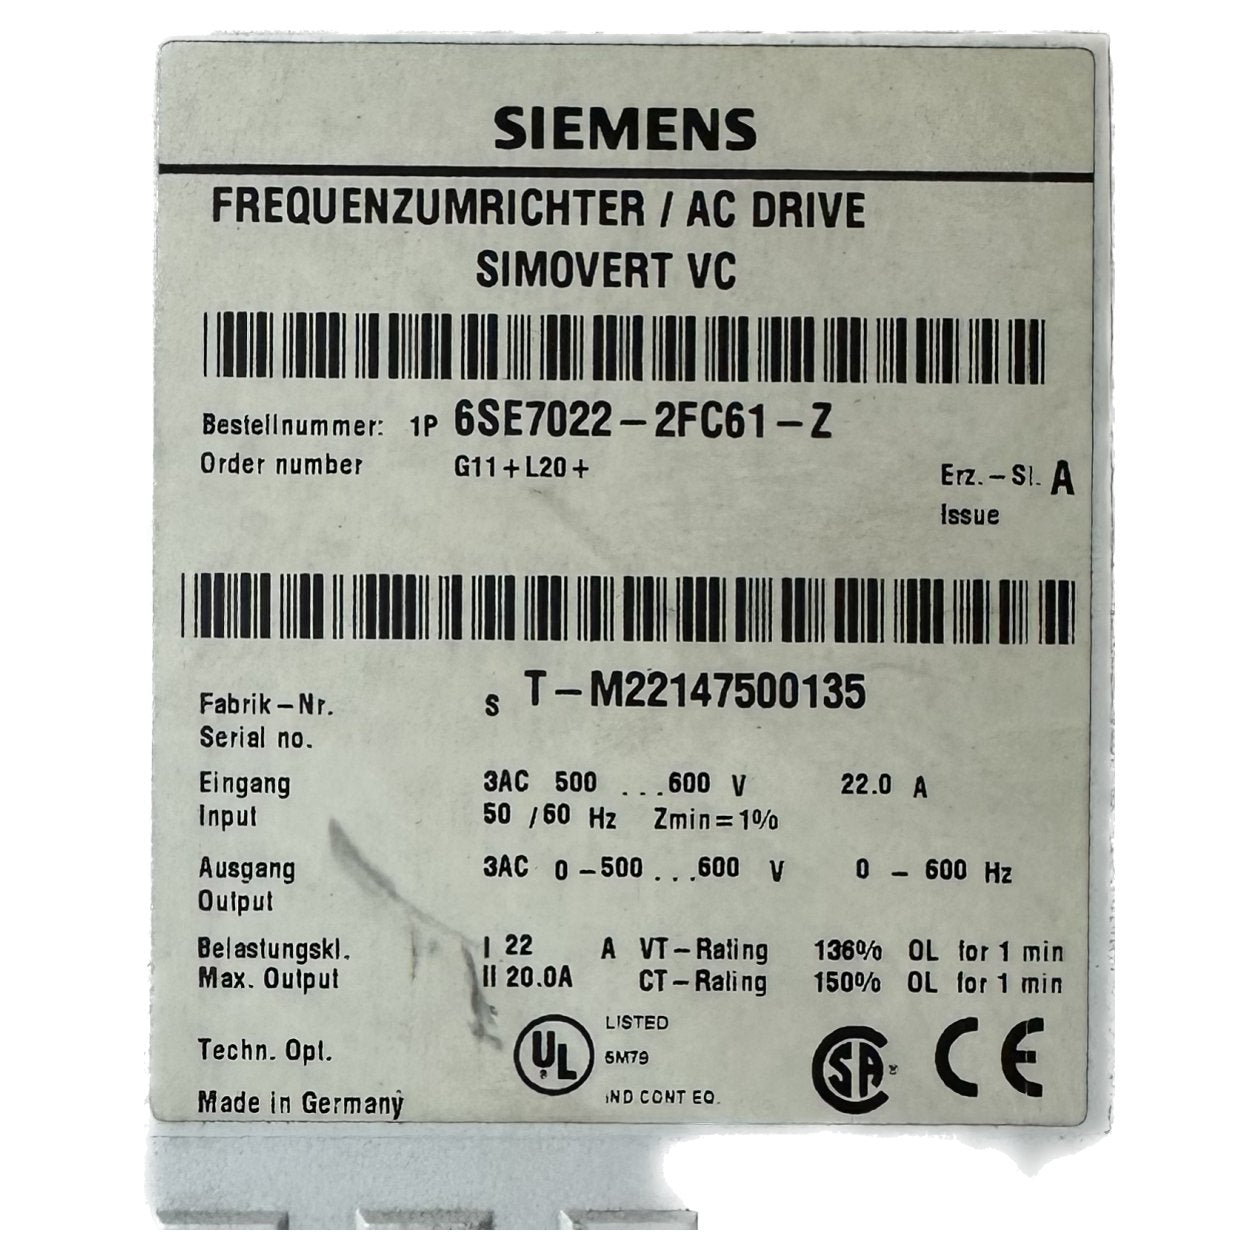 SIEMENS
FREQUENZUMRICHTER / AC DRIVE
SIMOVERT VC
Bestellnummer: 1P 6SE7022-2FC61-Z
Order number G11+L20+
Erz.-St. A
Issue
Fabrik-Nr. S T-M22147500135
Serial no.
Eingang 3AC 500 ...600 V 22.0 A
Input 50 /60 Hz Zmin=1%
Ausgang 3AC 0-500...600 V 0 - 600 Hz
Output
Belastungskl. I 22 A VT-Rating 136% OL for 1 min
Max. Output II 20.0A CT-Rating 150% OL for 1 min
Techn. Opt.
UL LISTED
5M79
IND CONT EQ.
SA CE
Made in Germany